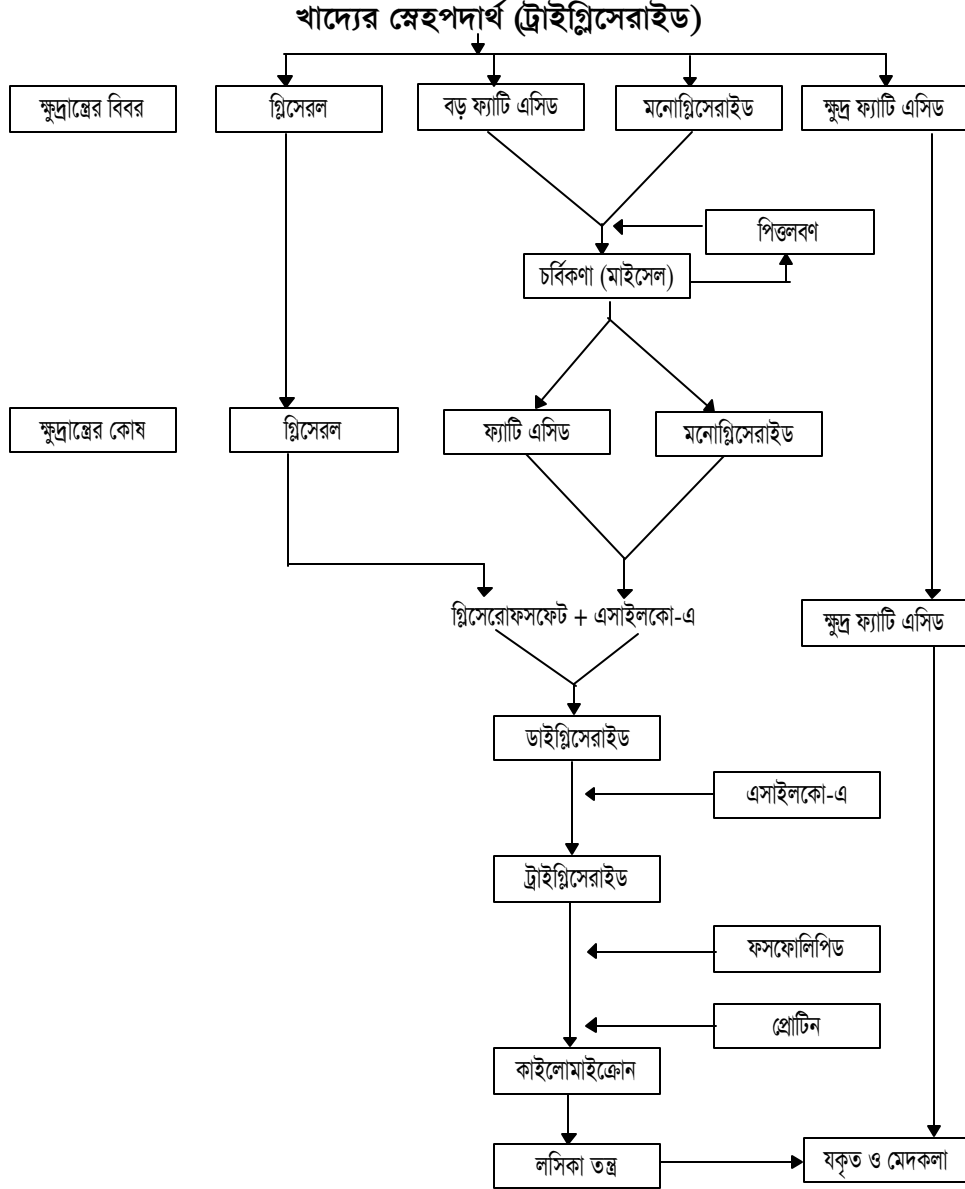 খাদ্যের স্নেহপদার্থ (ট্রাইগ্লিসেরাইড)
ক্ষুদ্রান্ত্রের বিবর
গ্লিসেরল
বড় ফ্যাটি এসিড
মনোগ্লিসেরাইড
ক্ষুদ্র ফ্যাটি এসিড
পিত্তলবণ
চর্বিকণা (মাইসেল)
ক্ষুদ্রান্ত্রের কোষ
গ্লিসেরল
ফ্যাটি এসিড
মনোগ্লিসেরাইড
গ্লিসেরোফসফেট + এসাইলকো-এ
ক্ষুদ্র ফ্যাটি এসিড
ডাইগ্লিসেরাইড
এসাইলকো-এ
ট্রাইগ্লিসেরাইড
ফসফোলিপিড
প্রোটিন
কাইলোমাইক্রোন
লসিকা তন্ত্র
যকৃত ও মেদকলা